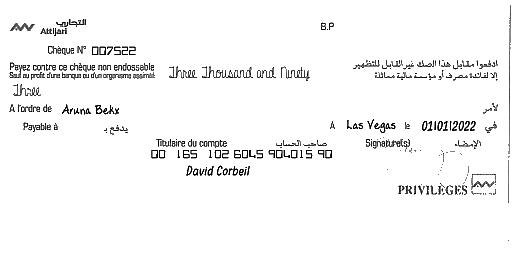 التجاري
Attijari
B.P
Chèque N° 007522
Payez contre ce chèque non endossable
Sauf au profit d'une banque ou d'un organisme assimilé
Three Thousand and Ninety
ادفعوا مقابل هذا الصك غير القابل للتظهير
إلا لفائدة مصرف أو مؤسسة مالية مماثلة
Three
A l'ordre de Aruna Bekx
لأمر
Payable à
يدفع بـ
A Las Vegas le 01/01/2022 في
Titulaire du compte صاحب الحساب
Signature(s) الإمضاء
00 165 102 6045 904015 90
David Corbeil
PRIVILÈGES